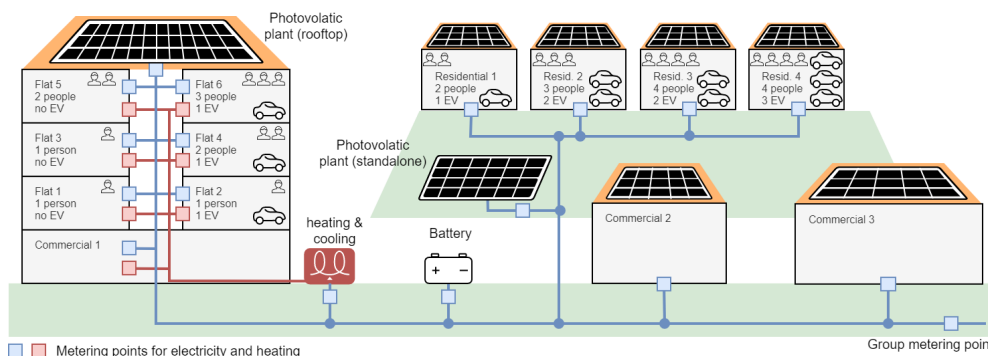 Photovolatic
plant (rooftop)
Flat 5
2 people
no EV
Flat 6
3 people
1 EV
Flat 3
1 person
no EV
Flat 4
2 people
1 EV
Flat 1
1 person
no EV
Flat 2
1 person
1 EV
Commercial 1
heating &
cooling
Battery
+ −
Photovolatic
plant (standalone)
Residential 1
2 people
1 EV
Resid. 2
3 people
2 EV
Resid. 3
4 people
2 EV
Resid. 4
4 people
3 EV
Commercial 2
Commercial 3
Group metering point
Metering points for electricity and heating